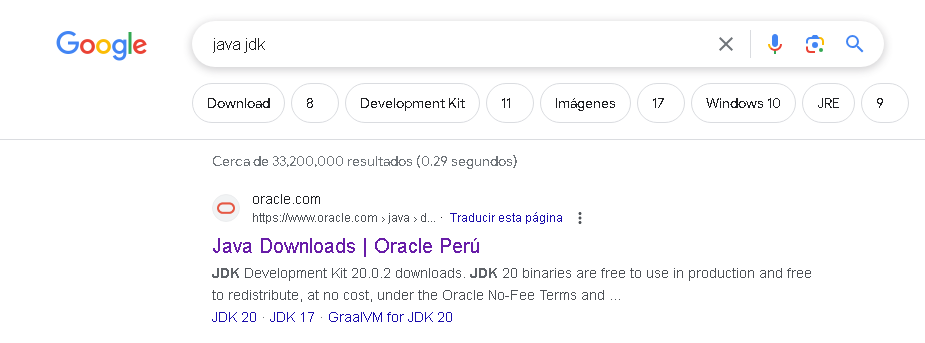 Google
java jdk
Download 8 Development Kit 11 Imágenes 17 Windows 10 JRE 9
Cerca de 33,200,000 resultados (0.29 segundos)
oracle.com
https://www.oracle.com › java › d... · Traducir esta página
Java Downloads | Oracle Perú
JDK Development Kit 20.0.2 downloads. JDK 20 binaries are free to use in production and free
to redistribute, at no cost, under the Oracle No-Fee Terms and ...
JDK 20 · JDK 17 · GraalVM for JDK 20